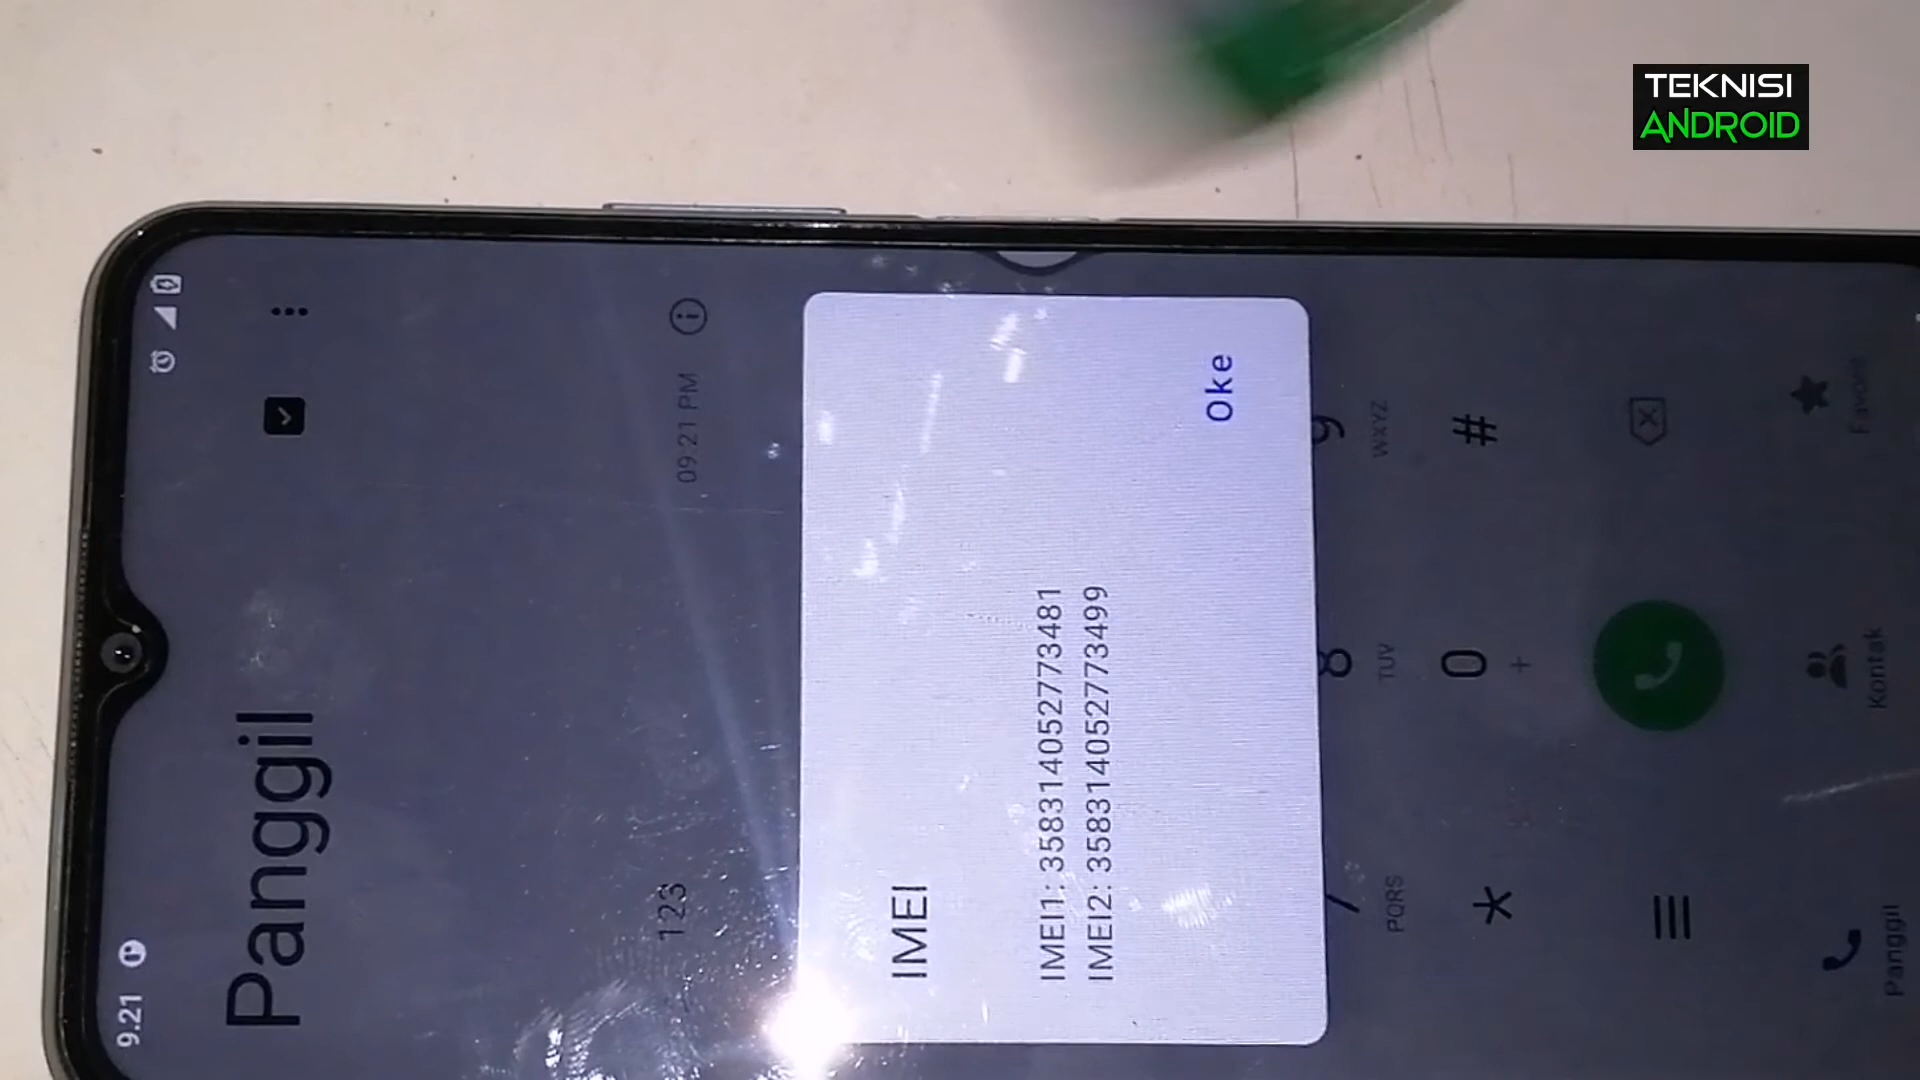 TEKNISI
ANDROID
9.21
Panggil
123 09:21 PM
IMEI
IMEI1: 358314052773481
IMEI2: 358314052773499
Oke
PQRS
8
TUV
9
WXYZ
*
0
+
#
Panggil
Kontak
Favorit